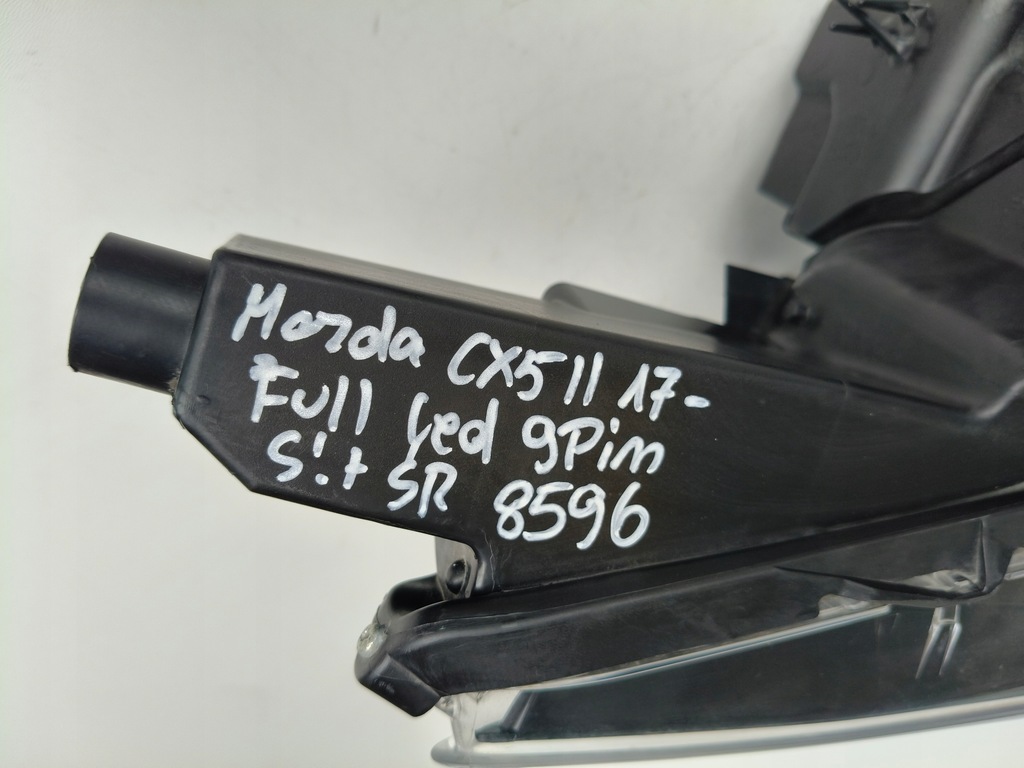 Mazda CX5 II 17-
Full Led 9Pin
S!+ SR 8596